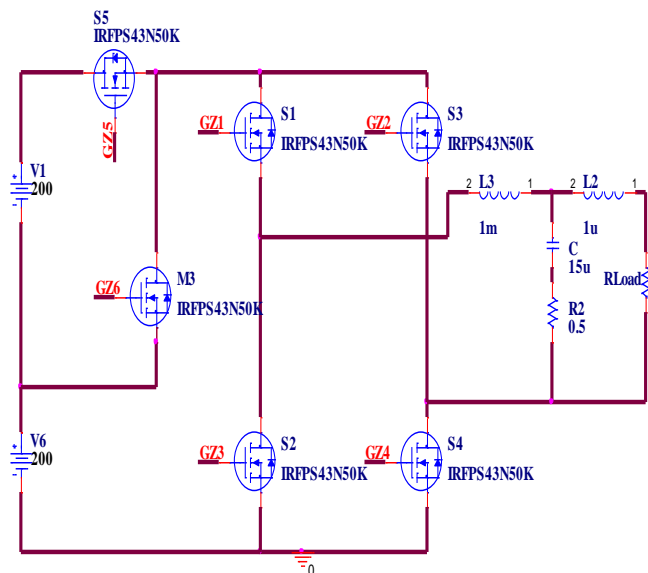 S5
IRFPS43N50K
GZ5
S1
IRFPS43N50K
GZ1
S3
IRFPS43N50K
GZ2
V1
200
2 L3 1
1m
2 L2 1
1u
C
15u
RLoad
M3
IRFPS43N50K
GZ6
R2
0.5
V6
200
S2
IRFPS43N50K
GZ3
S4
IRFPS43N50K
GZ4
0